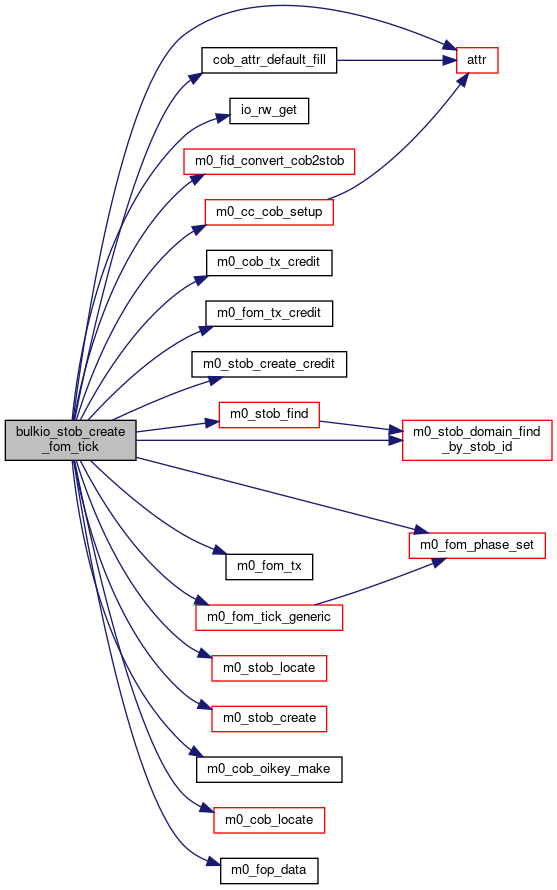 cob_attr_default_fill
attr
io_rw_get
m0_fid_convert_cob2stob
m0_cc_cob_setup
m0_cob_tx_credit
m0_fom_tx_credit
m0_stob_create_credit
m0_stob_find
bulkio_stob_create
_fom_tick
m0_stob_domain_find
_by_stob_id
m0_fom_phase_set
m0_fom_tx
m0_fom_tick_generic
m0_stob_locate
m0_stob_create
m0_cob_oikey_make
m0_cob_locate
m0_fop_data